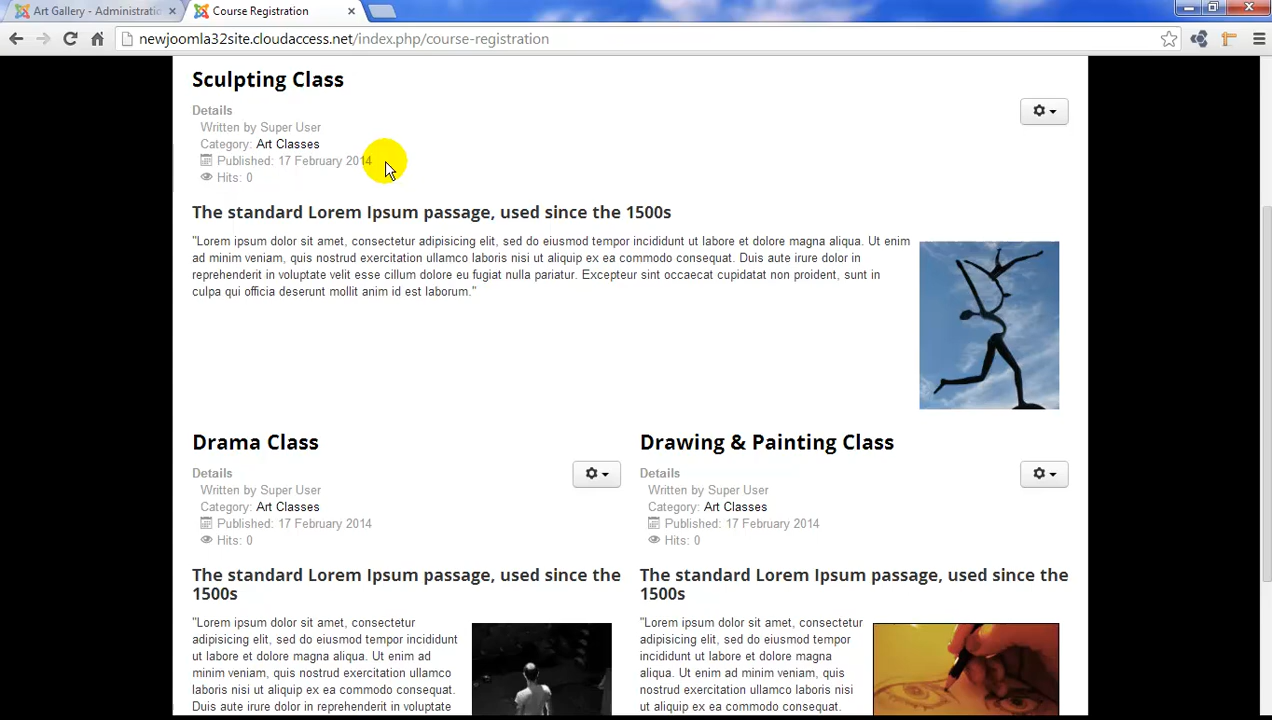 Art Gallery - Administratio
Course Registration
newjoomla32site.cloudaccess.net/index.php/course-registration
Sculpting Class
Details
Written by Super User
Category: Art Classes
Published: 17 February 2014
Hits: 0
The standard Lorem Ipsum passage, used since the 1500s
"Lorem ipsum dolor sit amet, consectetur adipisicing elit, sed do eiusmod tempor incididunt ut labore et dolore magna aliqua. Ut enim
ad minim veniam, quis nostrud exercitation ullamco laboris nisi ut aliquip ex ea commodo consequat. Duis aute irure dolor in
reprehenderit in voluptate velit esse cillum dolore eu fugiat nulla pariatur. Excepteur sint occaecat cupidatat non proident, sunt in
culpa qui officia deserunt mollit anim id est laborum."
Drama Class
Details
Written by Super User
Category: Art Classes
Published: 17 February 2014
Hits: 0
The standard Lorem Ipsum passage, used since the
1500s
"Lorem ipsum dolor sit amet, consectetur
adipisicing elit, sed do eiusmod tempor incididunt
ut labore et dolore magna aliqua. Ut enim ad
minim veniam, quis nostrud exercitation ullamco
laboris nisi ut aliquip ex ea commodo consequat.
Duis aute irure dolor in reprehenderit in voluptate
Drawing & Painting Class
Details
Written by Super User
Category: Art Classes
Published: 17 February 2014
Hits: 0
The standard Lorem Ipsum passage, used since the
1500s
"Lorem ipsum dolor sit amet, consectetur
adipisicing elit, sed do eiusmod tempor
incididunt ut labore et dolore magna
aliqua. Ut enim ad minim veniam, quis
nostrud exercitation ullamco laboris nisi
ut aliquip ex ea commodo consequat.